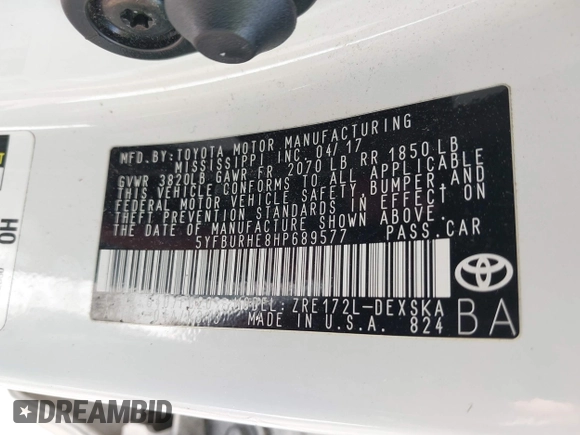 MFD.BY:TOYOTA MOTOR MANUFACTURING
MISSISSIPPI INC. 04/17
GVWR 3820LB GAWR FR 2070 LB RR 1850 LB
THIS VEHICLE CONFORMS TO ALL APPLICABLE
FEDERAL MOTOR VEHICLE SAFETY, BUMPER, AND
THEFT PREVENTION STANDARDS IN EFFECT ON
THE DATE OF MANUFACTURE SHOWN ABOVE.
5YFBURHE8HP689577 PASS.CAR
ZRE172L-DEXSKA
MADE IN U.S.A. 824
BA
HO
DREAMBID